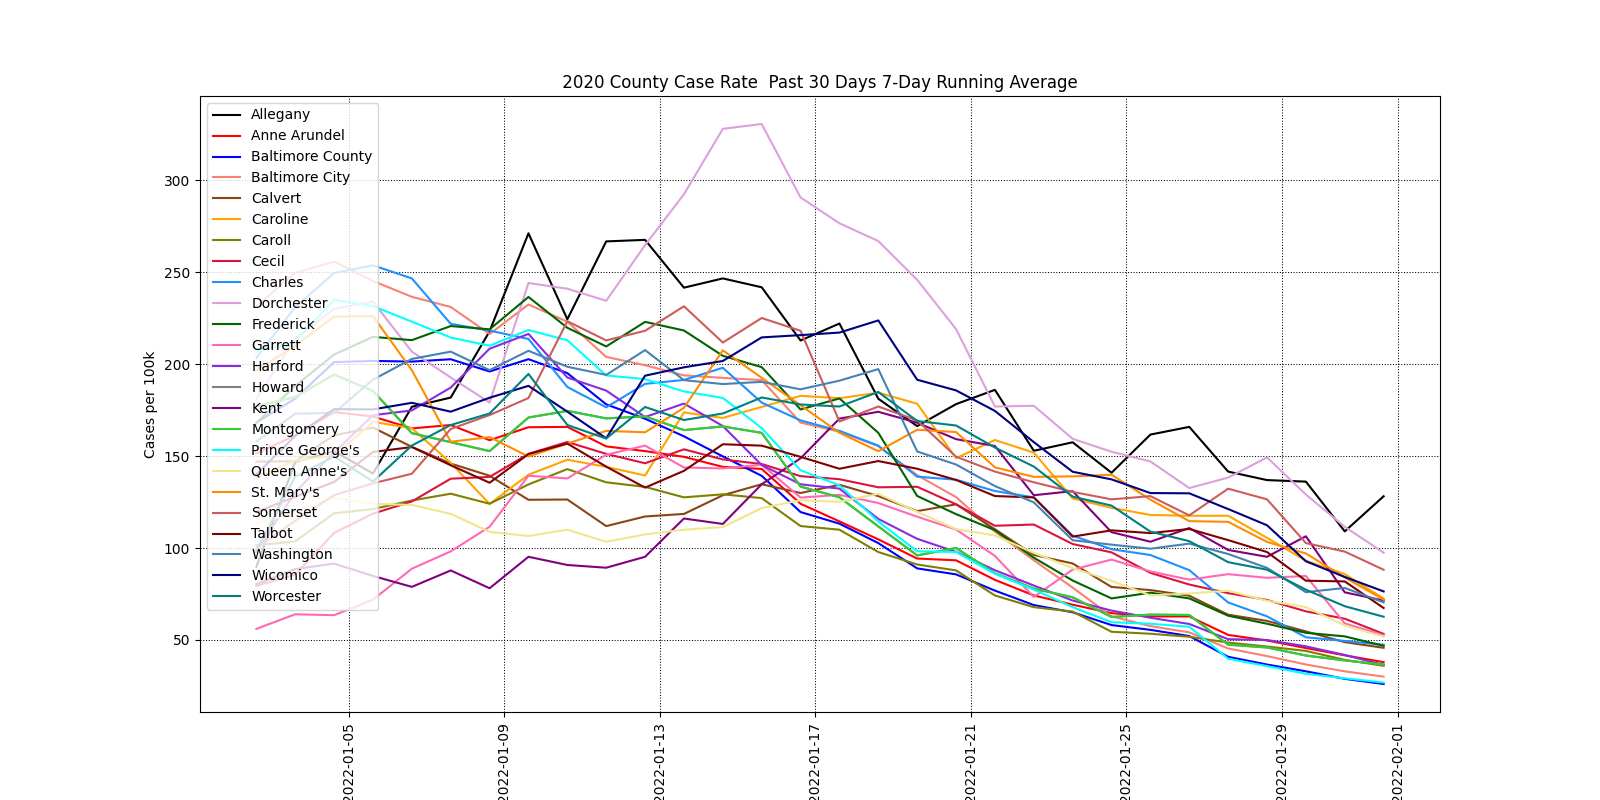 2020 County Case Rate  Past 30 Days 7-Day Running Average
Cases per 100k
300
250
200
150
100
50
Allegany
Anne Arundel
Baltimore County
Baltimore City
Calvert
Caroline
Caroll
Cecil
Charles
Dorchester
Frederick
Garrett
Harford
Howard
Kent
Montgomery
Prince George's
Queen Anne's
St. Mary's
Somerset
Talbot
Washington
Wicomico
Worcester
2022-01-05
2022-01-09
2022-01-13
2022-01-17
2022-01-21
2022-01-25
2022-01-29
2022-02-01